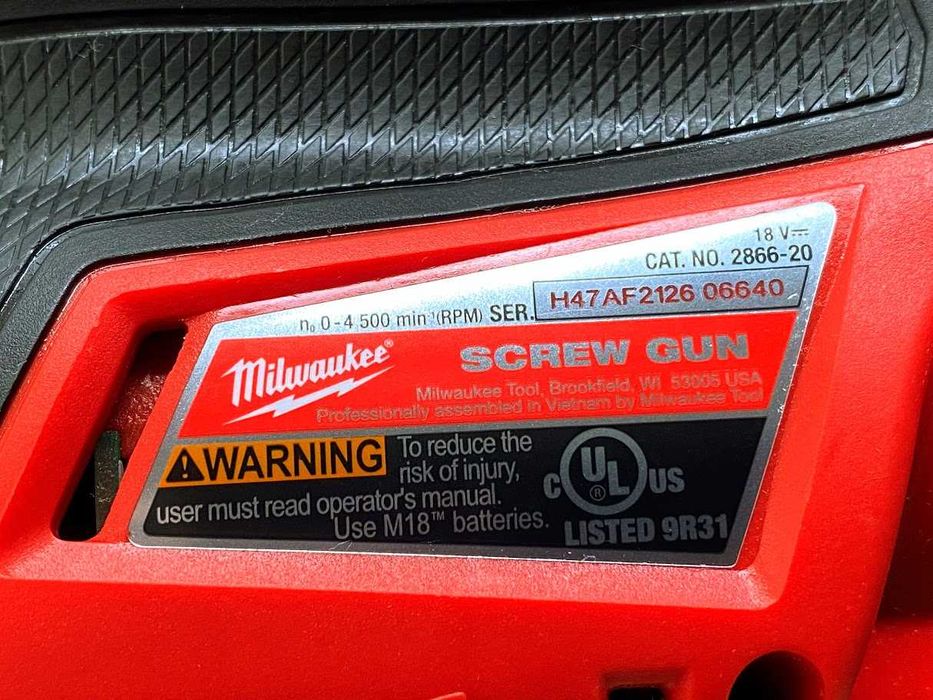 18 V⎓
CAT. NO. 2866-20
n₀ 0-4 500 min⁻¹(RPM) SER. H47AF2126 06640
Milwaukee®
SCREW GUN
Milwaukee Tool, Brookfield, WI 53005 USA
Professionally assembled in Vietnam by Milwaukee Tool
WARNING To reduce the
risk of injury,
user must read operator's manual.
Use M18™ batteries.
C UL® US
LISTED 9R31